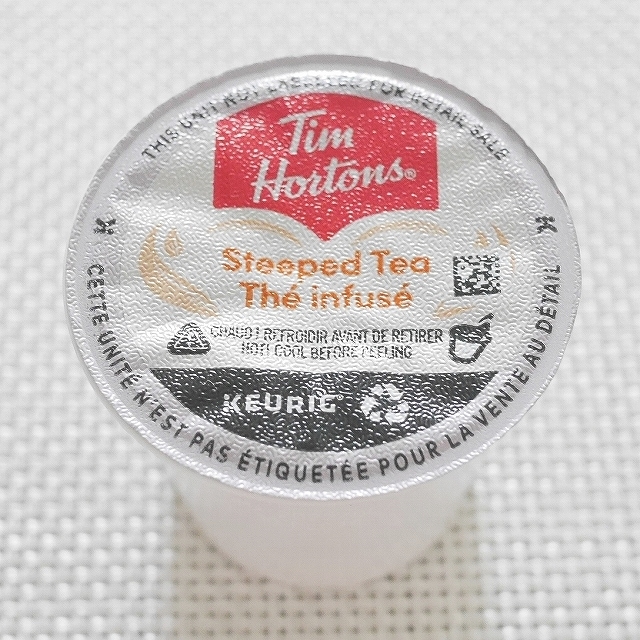 THIS UNIT NOT LABELLED FOR RETAIL SALE
Tim
Hortons®
Steeped Tea
Thé infusé
CHAUD! REFROIDIR AVANT DE RETIRER
HOT! COOL BEFORE PEELING
KEURIG
CETTE UNITÉ N'EST PAS ÉTIQUETÉE POUR LA VENTE AU DÉTAIL